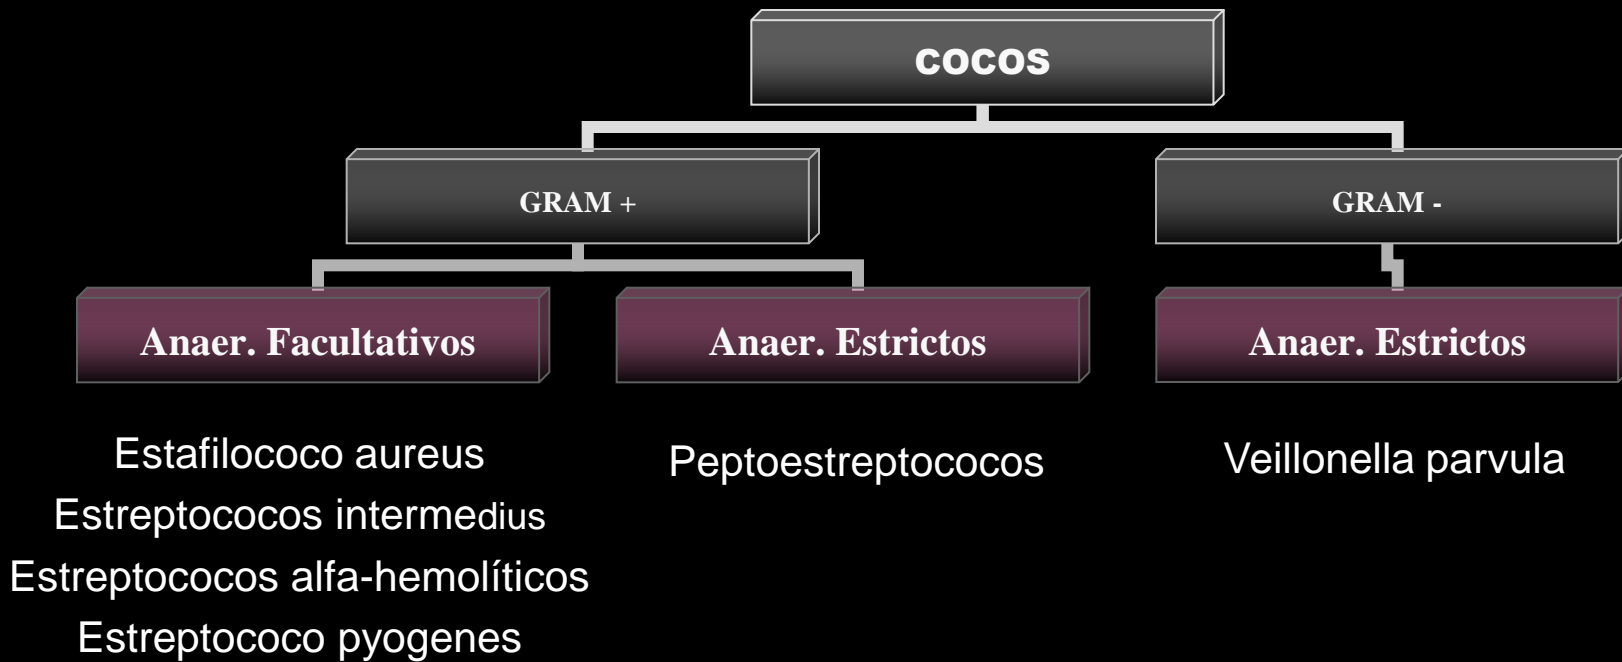 cocos
GRAM +
GRAM -
Anaer. Facultativos
Anaer. Estrictos
Anaer. Estrictos
Estafilococo aureus
Estreptococos intermedius
Estreptococos alfa-hemolíticos
Estreptococo pyogenes
Peptoestreptococos
Veillonella parvula